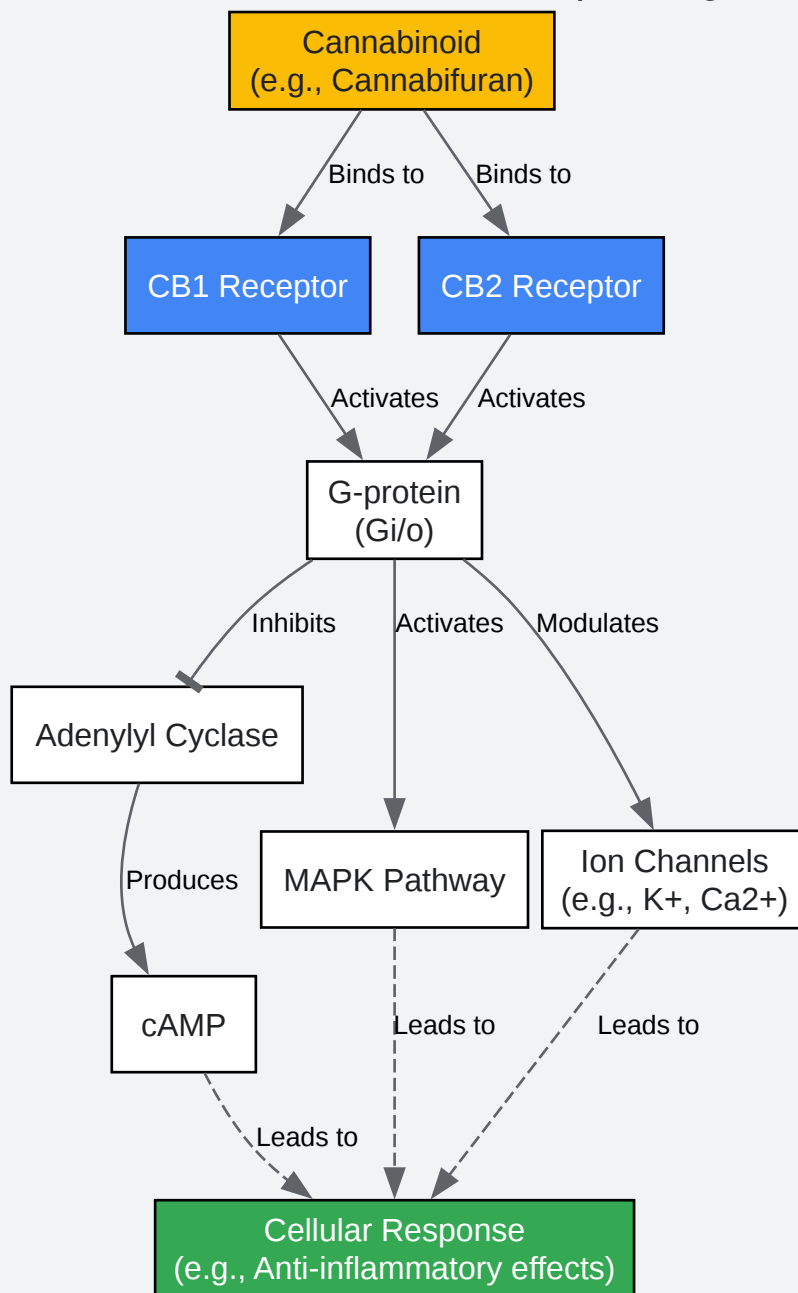 Cannabinoid
(e.g., Cannabifuran)
Binds to
Binds to
CB1 Receptor
CB2 Receptor
Activates
Activates
G-protein
(Gi/o)
Inhibits
Activates
Modulates
Adenylyl Cyclase
Produces
MAPK Pathway
Ion Channels
(e.g., K+, Ca2+)
cAMP
Leads to
Leads to
Leads to
Cellular Response
(e.g., Anti-inflammatory effects)